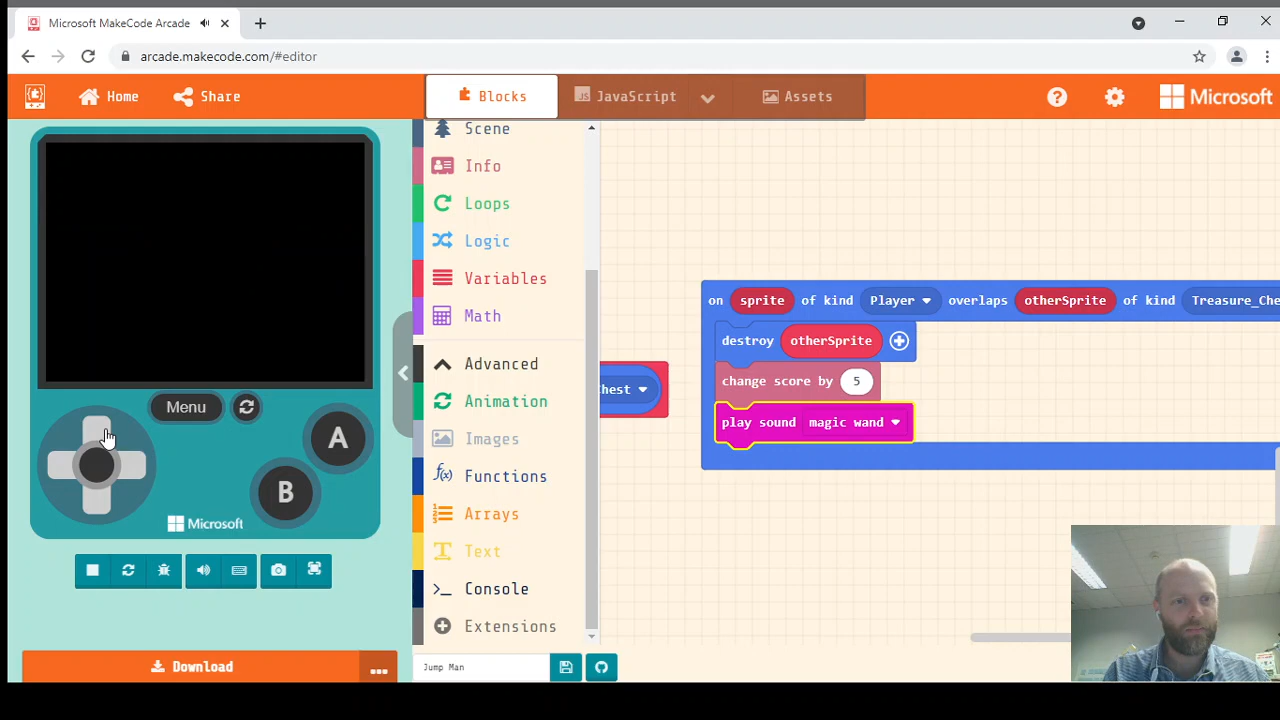 Microsoft MakeCode Arcade
arcade.makecode.com/#editor
Home
Share
Blocks
JavaScript
Assets
Microsoft
Scene
Info
Loops
Logic
Variables
Math
Advanced
Animation
Images
Functions
Arrays
Text
Console
Extensions
Menu
A
B
Microsoft
Download
Jump Man
Chest
on sprite of kind Player overlaps otherSprite of kind Treasure_Che
destroy otherSprite
change score by 5
play sound magic wand